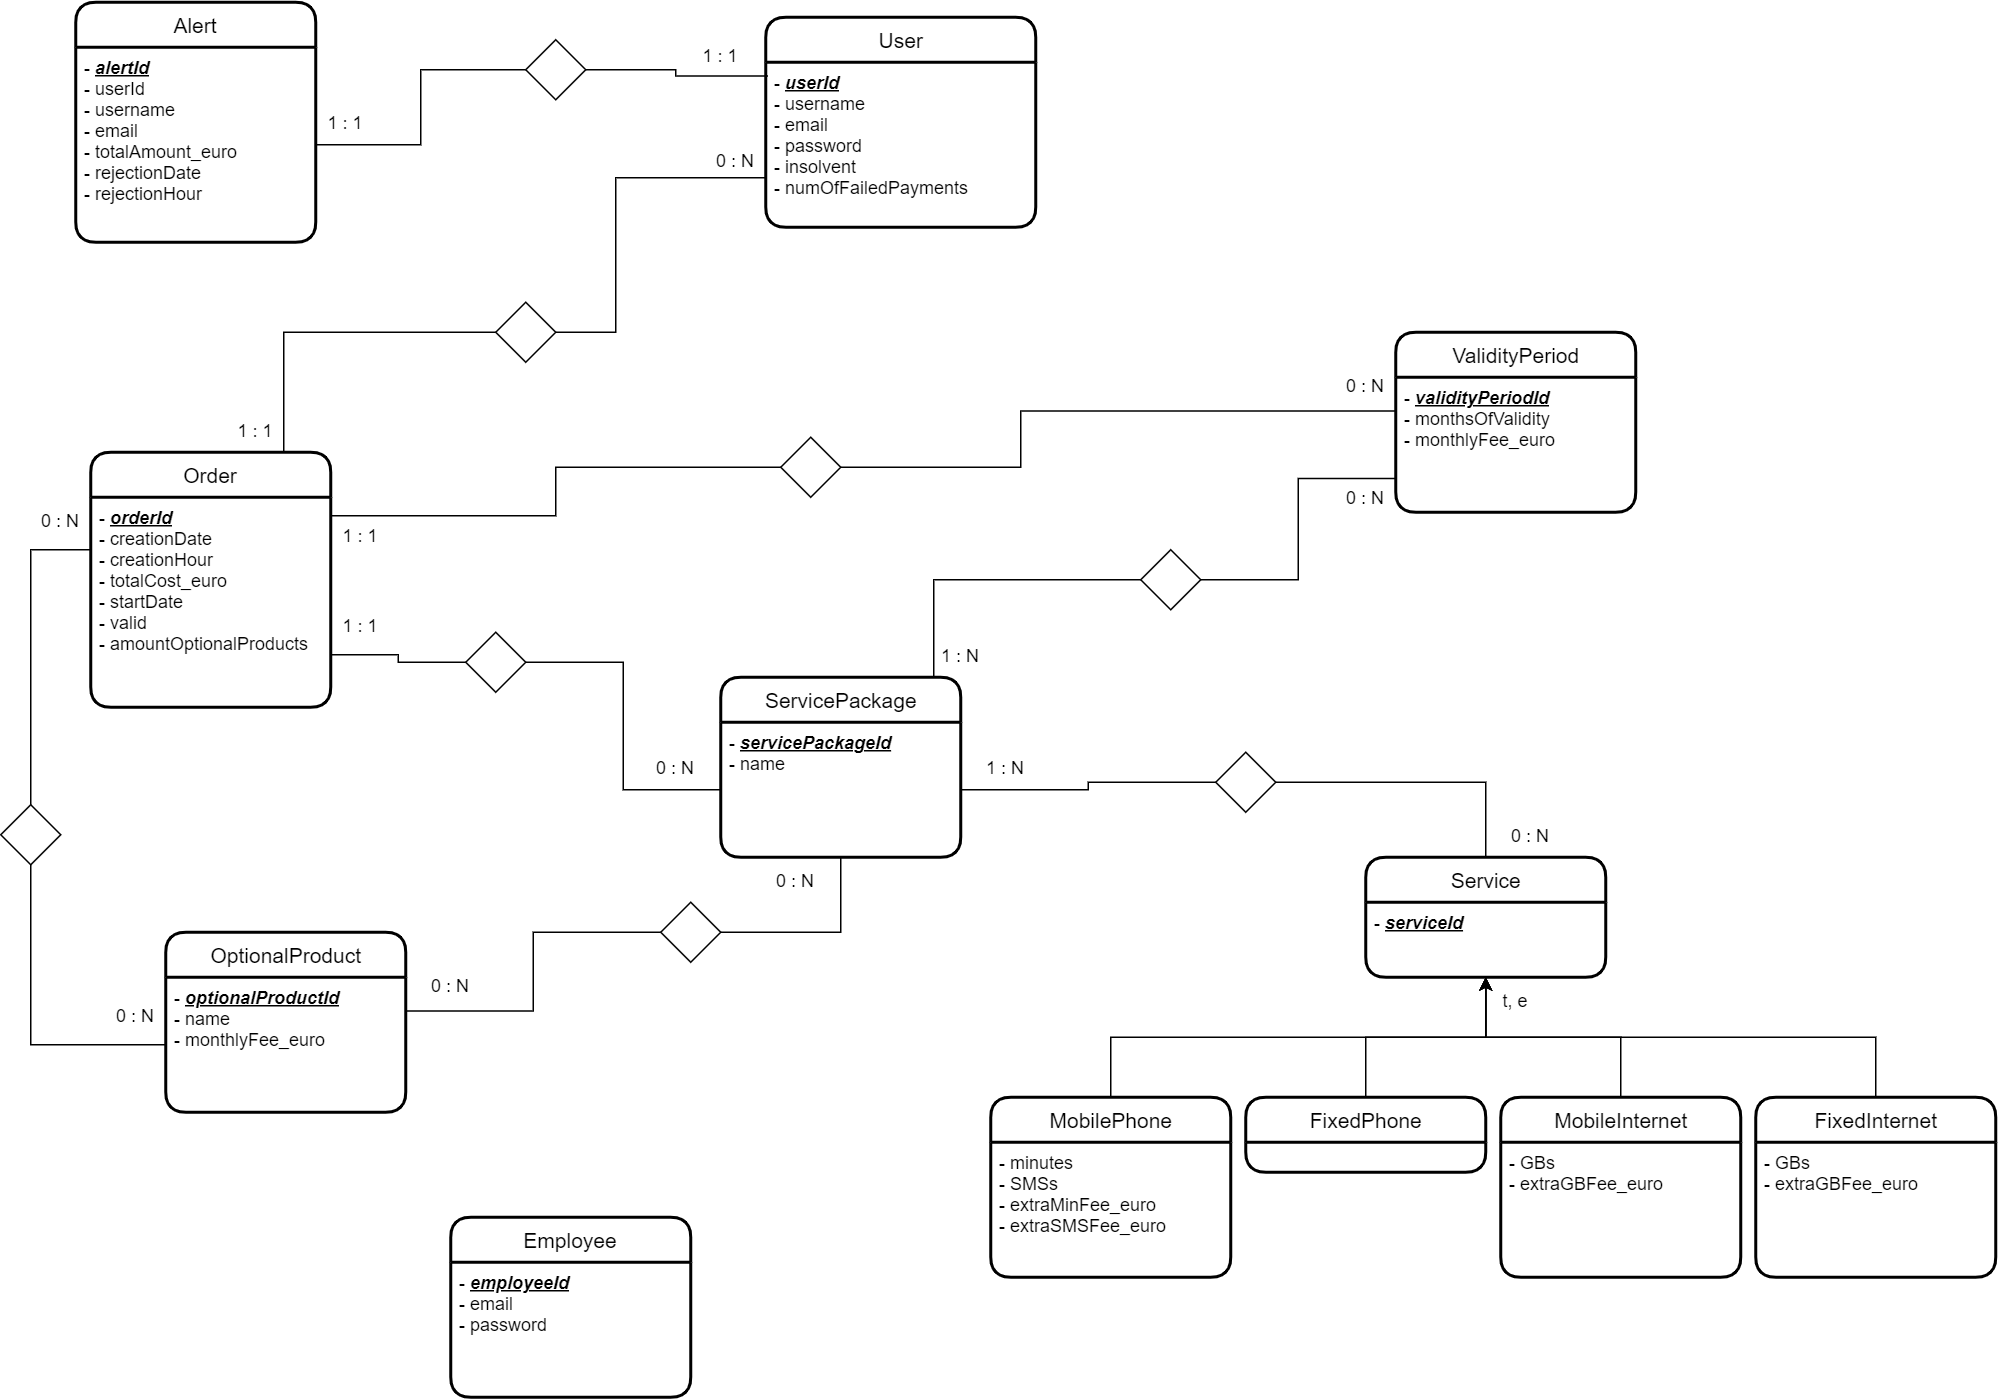 Alert
- alertId
- userId
- username
- email
- totalAmount_euro
- rejectionDate
- rejectionHour
1 : 1
1 : 1
User
- userId
- username
- email
- password
- insolvent
- numOfFailedPayments
0 : N
1 : 1
Order
- orderId
- creationDate
- creationHour
- totalCost_euro
- startDate
- valid
- amountOptionalProducts
0 : N
1 : 1
1 : 1
0 : N
ValidityPeriod
- validityPeriodId
- monthsOfValidity
- monthlyFee_euro
0 : N
1 : N
ServicePackage
- servicePackageId
- name
0 : N
1 : N
0 : N
0 : N
Service
- serviceId
t, e
OptionalProduct
- optionalProductId
- name
- monthlyFee_euro
0 : N
0 : N
MobilePhone
- minutes
- SMSs
- extraMinFee_euro
- extraSMSFee_euro
FixedPhone
MobileInternet
- GBs
- extraGBFee_euro
FixedInternet
- GBs
- extraGBFee_euro
Employee
- employeeId
- email
- password